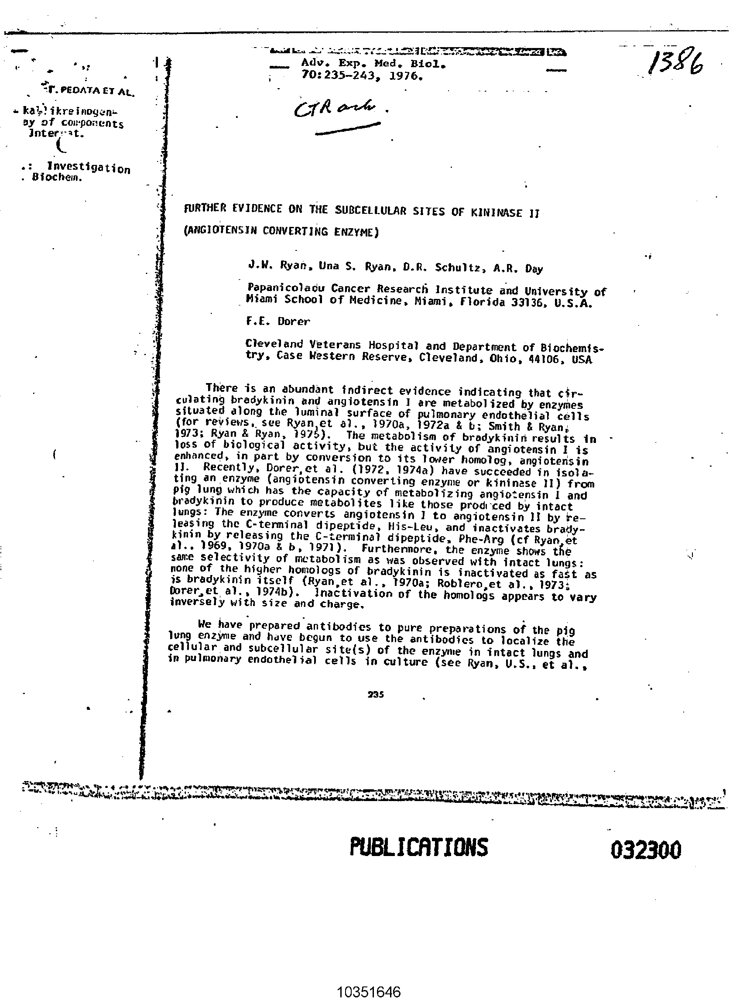 Adv. Exp. Med. Biol.
70:235-243, 1976.
1386
CTR
T. PEDATA ET AL.
Investigation
Biochem.
FURTHER EVIDENCE ON THE SUBCELLULAR SITES OF KININASE II
(ANGIOTENSIN CONVERTING ENZYME)
J.W. Ryan, Una S. Ryan, D.R. Schultz, A.R. Day
Papanicolaou Cancer Research Institute and University of
Miami School of Medicine, Miami, Florida 33136, U.S.A.
F.E. Dorer
Cleveland Veterans Hospital and Department of Biochemis-
try, Case Western Reserve, Cleveland, Ohio, 44106, USA
There is an abundant indirect evidence indicating that cir-
culating bradykinin and angiotensin I are metabolized by enzymes
situated along the luminal surface of pulmonary endothelial cells
(for reviews, see Ryan,et al., 1970a, 1972a & b; Smith & Ryan,
1973; Ryan & Ryan, 1975). The metabolism of bradykinin results in
loss of biological activity, but the activity of angiotensin I is
enhanced, in part by conversion to its lower homolog, angiotensin
II. Recently, Dorer,et al. (1972, 1974a) have succeeded in isola-
ting an enzyme (angiotensin converting enzyme or kininase II) from
pig lung which has the capacity of metabolizing angiotensin I and
bradykinin to produce metabolites like those produced by intact
lungs: The enzyme converts angiotensin I to angiotensin II by re-
leasing the C-terminal dipeptide, His-Leu, and inactivates brady-
kinin by releasing the C-terminal dipeptide, Phe-Arg (cf Ryan,et
al., 1969, 1970a & b, 1971). Furthermore, the enzyme shows the
same selectivity of metabolism as was observed with intact lungs:
none of the higher homologs of bradykinin is inactivated as fast as
is bradykinin itself (Ryan,et al., 1970a; Roblero,et al., 1973;
Dorer,et al., 1974b). Inactivation of the homologs appears to vary
inversely with size and charge.
We have prepared antibodies to pure preparations of the pig
lung enzyme and have begun to use the antibodies to localize the
cellular and subcellular site(s) of the enzyme in intact lungs and
in pulmonary endothelial cells in culture (see Ryan, U.S., et al.,
235
PUBLICATIONS
032300
10351646